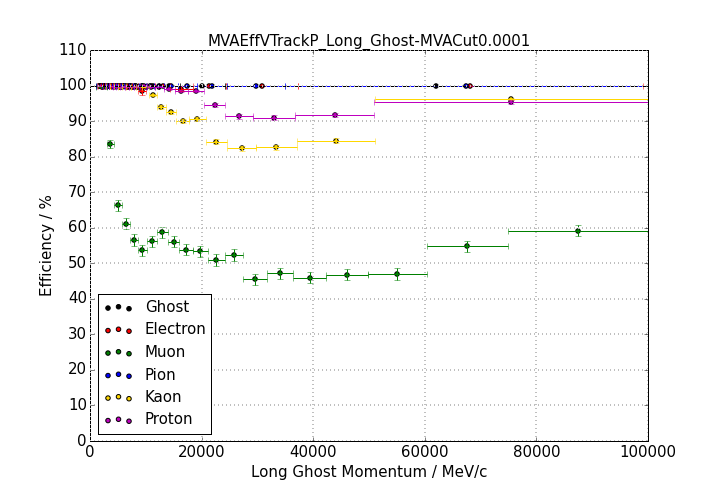 MVAEffVTrackP_Long_Ghost-MVACut0.0001
110
100
90
80
70
60
50
40
30
20
10
0
Efficiency / %
Ghost
Electron
Muon
Pion
Kaon
Proton
0 20000 40000 60000 80000 100000
Long Ghost Momentum / MeV/c